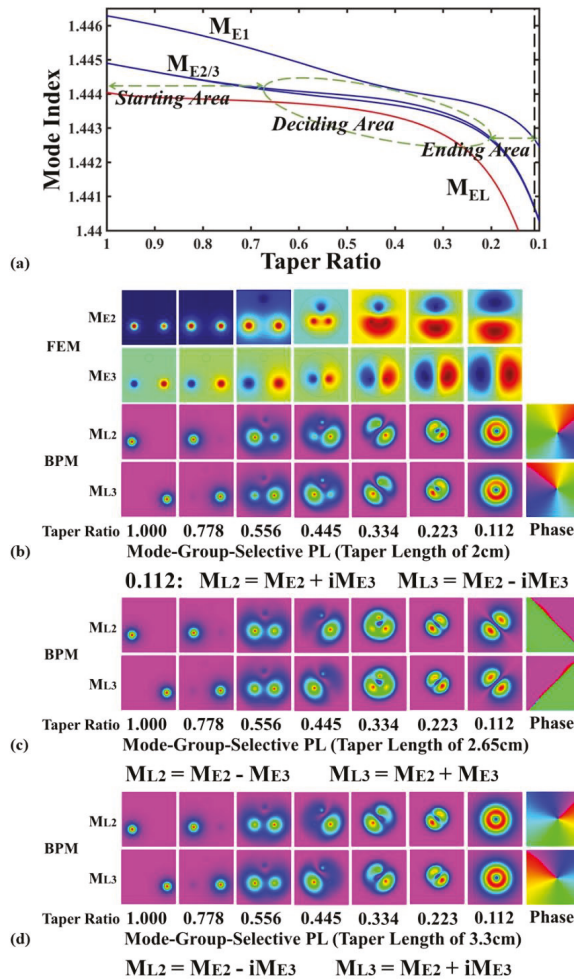 1.446
1.445
1.444
1.443
1.442
1.441
1.44
Mode Index
ME1
ME2/3
Starting Area
Deciding Area
Ending Area
MEL
1 0.9 0.8 0.7 0.6 0.5 0.4 0.3 0.2 0.1
(a) Taper Ratio
ME2
FEM
ME3
ML2
BPM
ML3
Taper Ratio 1.000 0.778 0.556 0.445 0.334 0.223 0.112 Phase
(b) Mode-Group-Selective PL (Taper Length of 2cm)
0.112: ML2 = ME2 + iME3 ML3 = ME2 - iME3
ML2
BPM
ML3
Taper Ratio 1.000 0.778 0.556 0.445 0.334 0.223 0.112 Phase
(c) Mode-Group-Selective PL (Taper Length of 2.65cm)
ML2 = ME2 - ME3 ML3 = ME2 + ME3
ML2
BPM
ML3
Taper Ratio 1.000 0.778 0.556 0.445 0.334 0.223 0.112 Phase
(d) Mode-Group-Selective PL (Taper Length of 3.3cm)
ML2 = ME2 - iME3 ML3 = ME2 + iME3